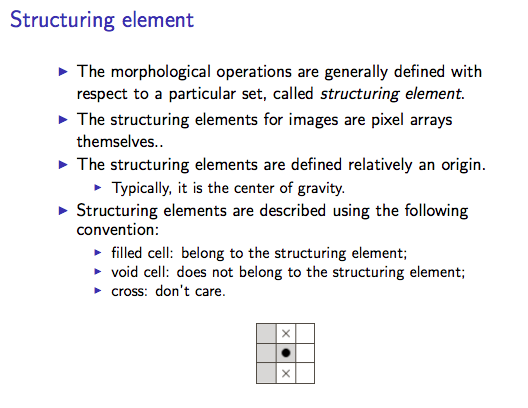 Structuring element
The morphological operations are generally defined with
respect to a particular set, called structuring element.
The structuring elements for images are pixel arrays
themselves..
The structuring elements are defined relatively an origin.
Typically, it is the center of gravity.
Structuring elements are described using the following
convention:
filled cell: belong to the structuring element;
void cell: does not belong to the structuring element;
cross: don't care.